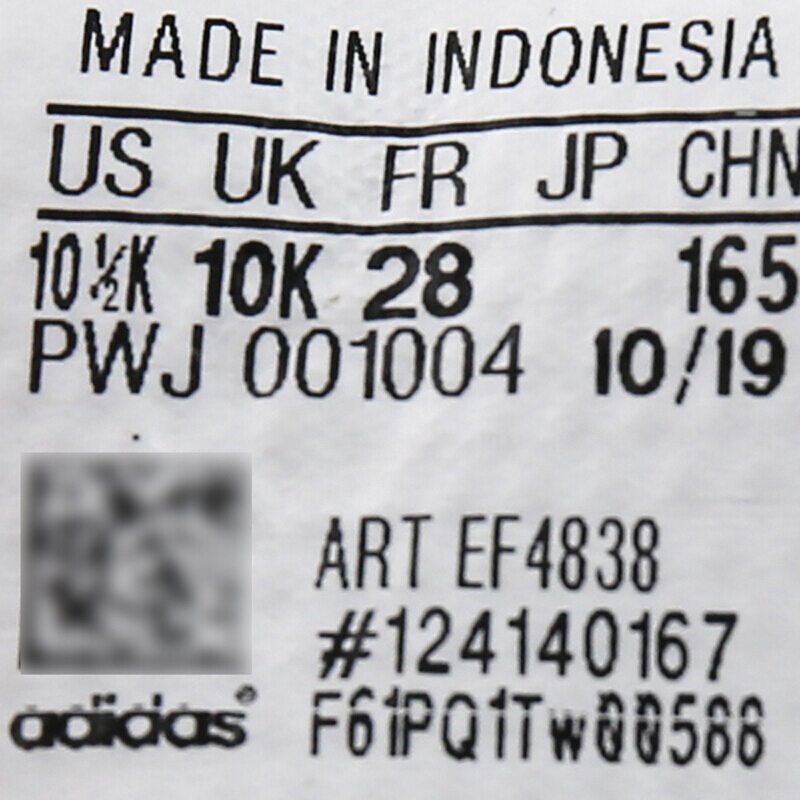 MADE IN INDONESIA
US UK FR JP CHN
10½K 10K 28 165
PWJ 001004 10/19
ART EF4838
#124140167
adidas®